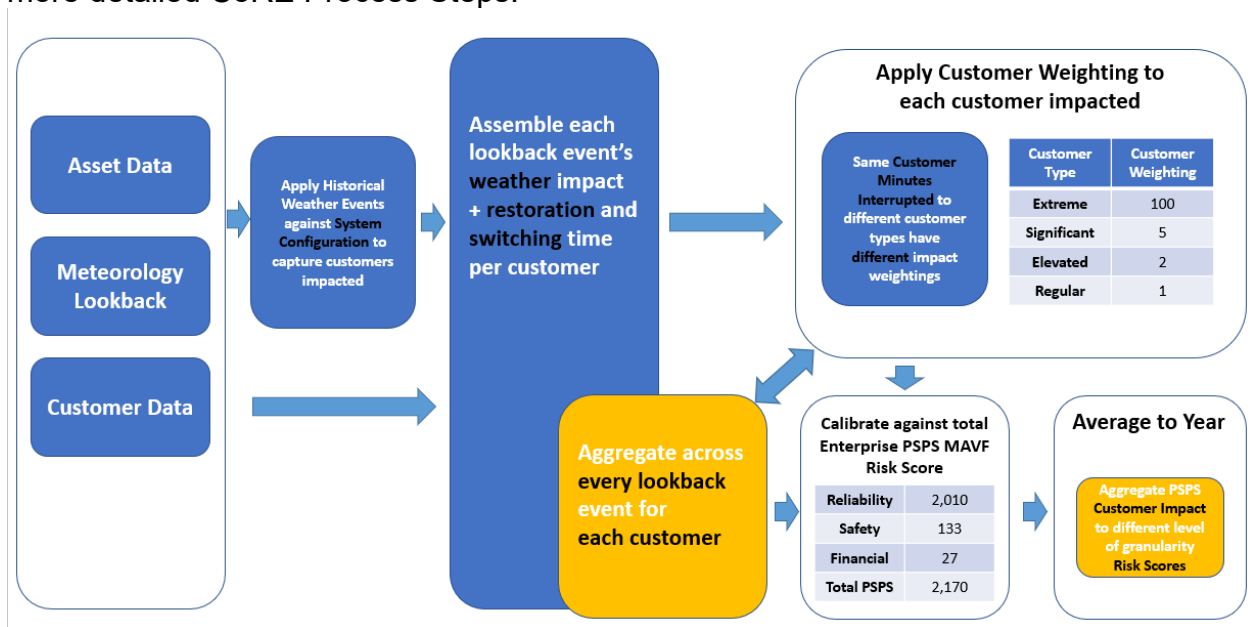 more detailed CoRE Process Steps.
Asset Data
Meteorology
Lookback
Customer Data
Apply Historical
Weather Events
against System
Configuration to
capture customers
impacted
Assemble each
lookback event's
weather impact
+ restoration and
switching time
per customer
Aggregate across
every lookback
event for
each customer
Apply Customer Weighting to
each customer impacted
Same Customer
Minutes
Interrupted to
different customer
types have
different impact
weightings
Customer Type Customer Weighting
Extreme 100
Significant 5
Elevated 2
Regular 1
Calibrate against total
Enterprise PSPS MAVF
Risk Score
Reliability 2,010
Safety 133
Financial 27
Total PSPS 2,170
Average to Year
Aggregate PSPS
Customer Impact
to different level
of granularity
Risk Scores